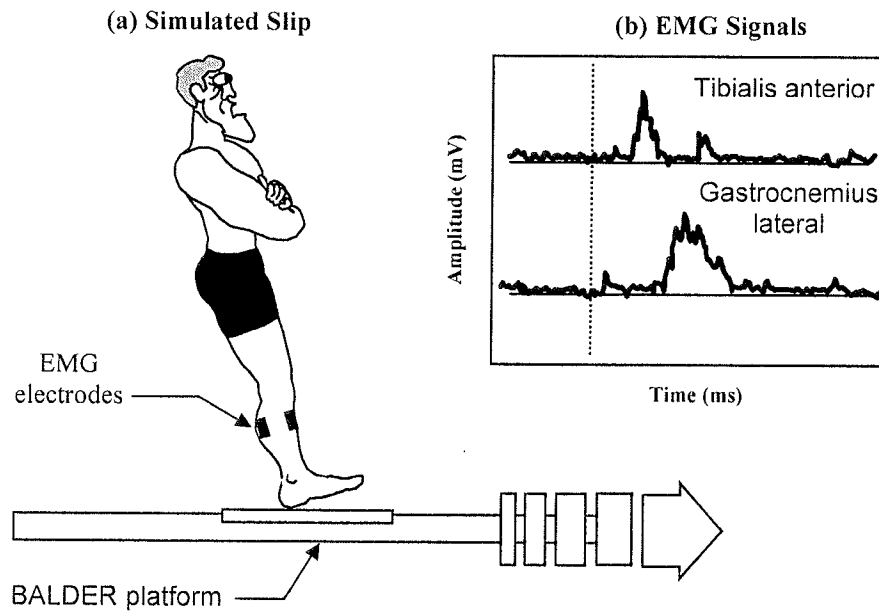 (a) Simulated Slip
(b) EMG Signals
Tibialis anterior
Gastrocnemius
lateral
Amplitude (mV)
Time (ms)
EMG
electrodes
BALDER platform